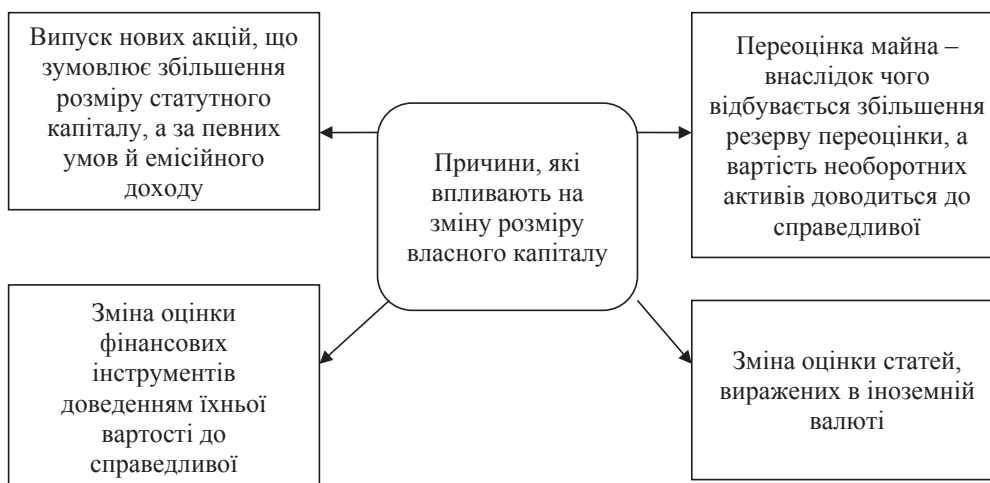 Випуск нових акцій, що
зумовлює збільшення
розміру статутного
капіталу, а за певних
умов й емісійного
доходу
Переоцінка майна –
внаслідок чого
відбувається збільшення
резерву переоцінки, а
вартість необоротних
активів доводиться до
справедливої
Причини, які
впливають на
зміну розміру
власного капіталу
Зміна оцінки
фінансових
інструментів
доведенням їхньої
вартості до
справедливої
Зміна оцінки статей,
виражених в іноземній
валюті